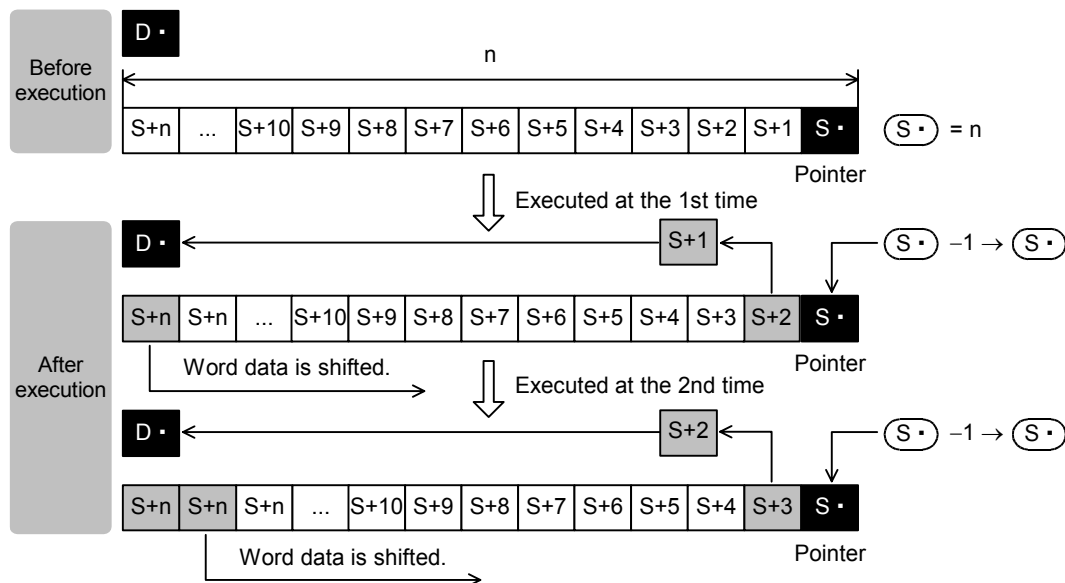 D ·
Before
execution
n
S+n ... S+10 S+9 S+8 S+7 S+6 S+5 S+4 S+3 S+2 S+1 S ·
S · = n
Pointer
Executed at the 1st time
D ·
S+1
S · −1 → S ·
S+n S+n ... S+10 S+9 S+8 S+7 S+6 S+5 S+4 S+3 S+2 S ·
After
execution
Word data is shifted.
Pointer
Executed at the 2nd time
D ·
S+2
S · −1 → S ·
S+n S+n S+n ... S+10 S+9 S+8 S+7 S+6 S+5 S+4 S+3 S ·
Word data is shifted.
Pointer